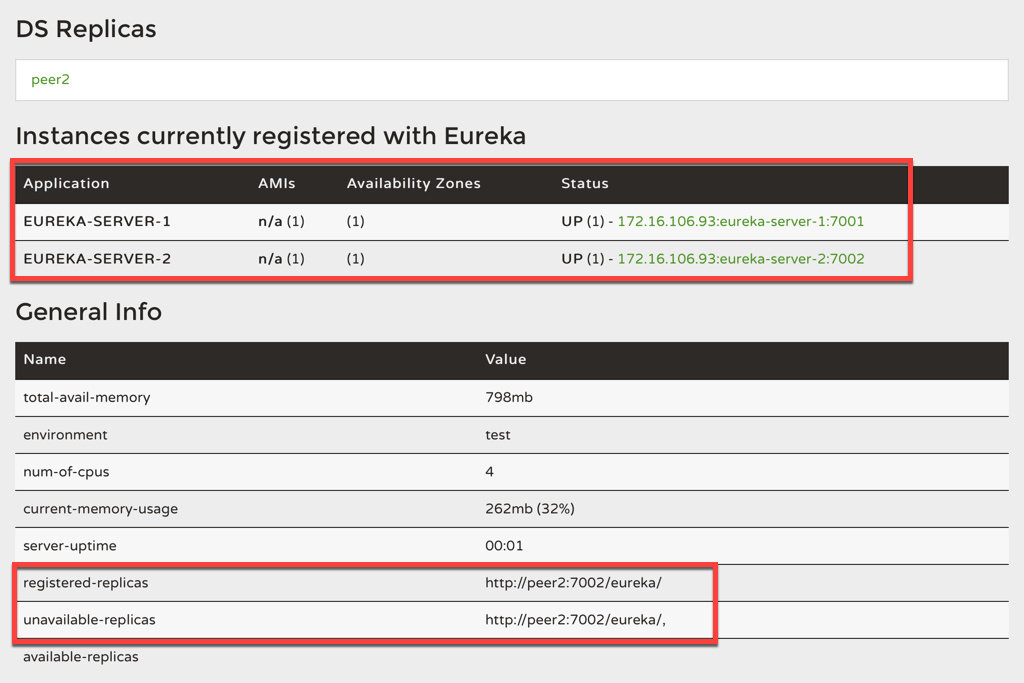 DS Replicas
peer2
Instances currently registered with Eureka
Application AMIs Availability Zones Status
EUREKA-SERVER-1 n/a (1) (1) UP (1) - 172.16.106.93:eureka-server-1:7001
EUREKA-SERVER-2 n/a (1) (1) UP (1) - 172.16.106.93:eureka-server-2:7002
General Info
Name Value
total-avail-memory 798mb
environment test
num-of-cpus 4
current-memory-usage 262mb (32%)
server-uptime 00:01
registered-replicas http://peer2:7002/eureka/
unavailable-replicas http://peer2:7002/eureka/,
available-replicas